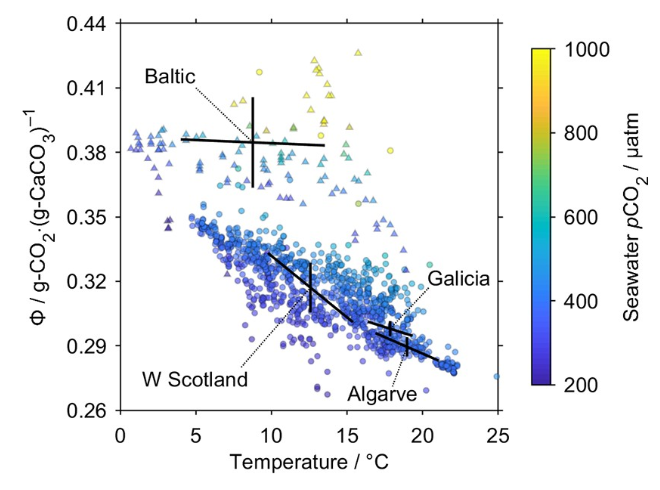 0.44
0.41
0.38
0.35
0.32
0.29
0.26
Φ / g-CO₂·(g-CaCO₃)⁻¹
Baltic
Galicia
W Scotland
Algarve
0 5 10 15 20 25
Temperature / °C
1000
800
600
400
200
Seawater pCO₂ / µatm